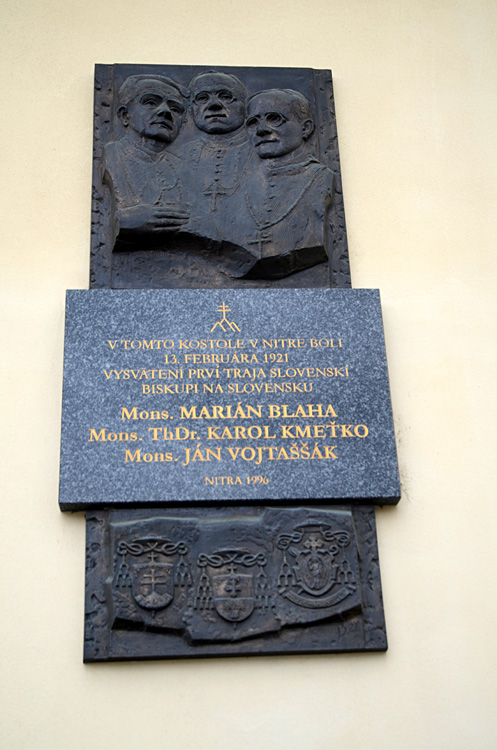 V TOMTO KOSTOLE V NITRE BOLI
13. FEBRUÁRA 1921
VYSVÄTENÍ PRVÍ TRAJA SLOVENSKÍ
BISKUPI NA SLOVENSKU
Mons. MARIÁN BLAHA
Mons. ThDr. KAROL KMEŤKO
Mons. JÁN VOJTAŠŠÁK
NITRA 1996